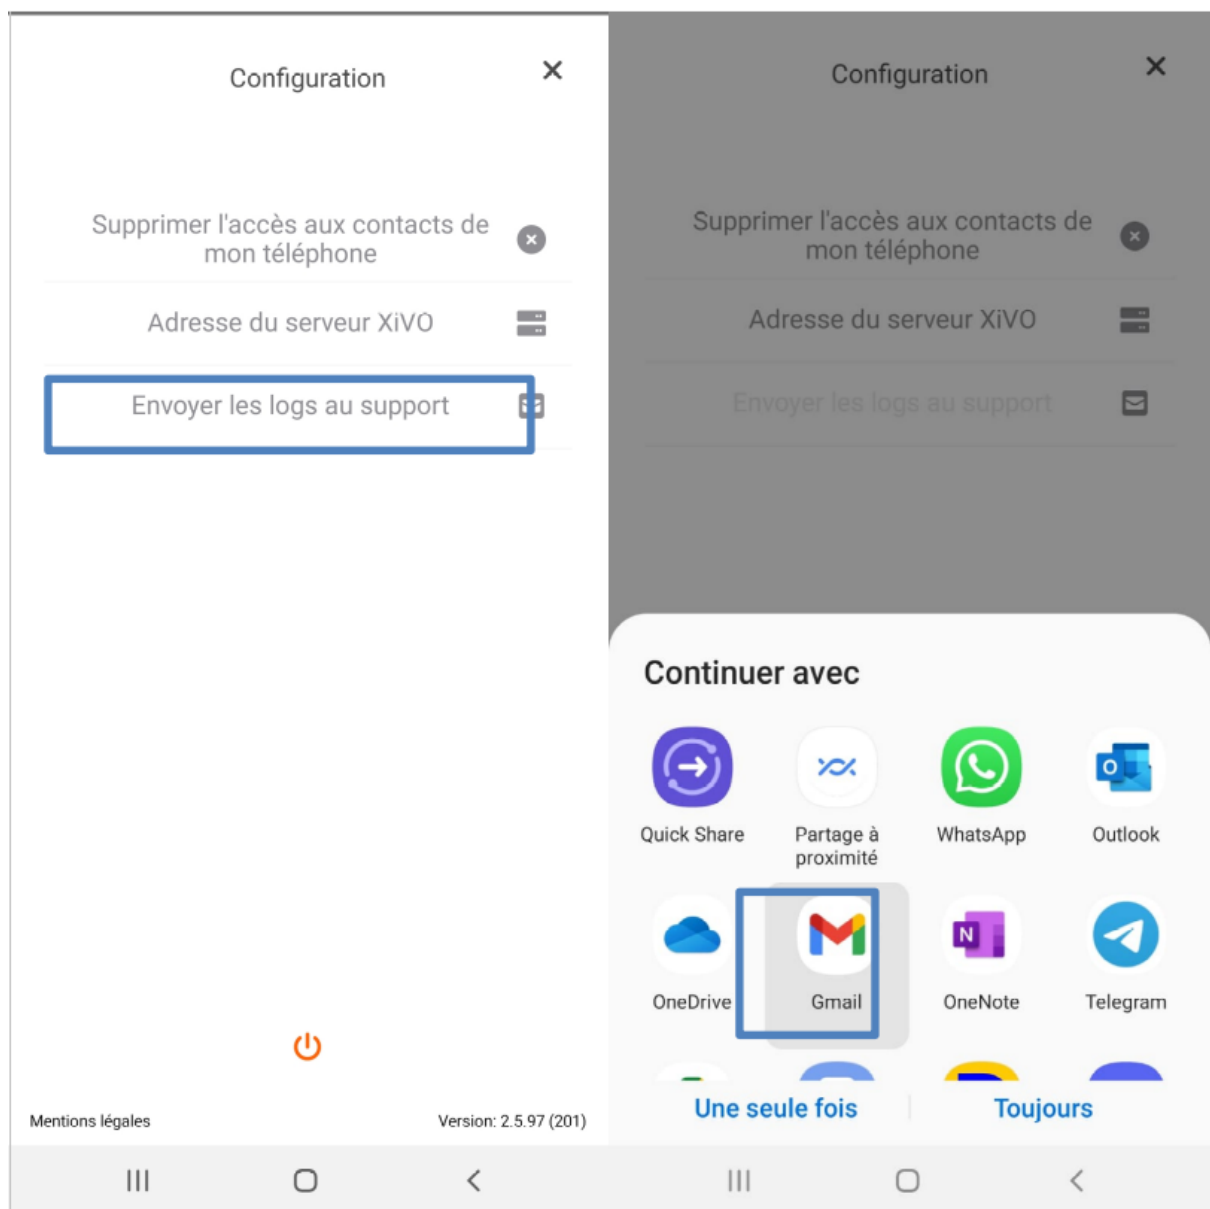 Configuration
Supprimer l'accès aux contacts de
mon téléphone
Adresse du serveur XiVO
Envoyer les logs au support
Mentions légales
Version: 2.5.97 (201)
Configuration
Supprimer l'accès aux contacts de
mon téléphone
Adresse du serveur XiVO
Envoyer les logs au support
Continuer avec
Quick Share
Partage à
proximité
WhatsApp
Outlook
OneDrive
Gmail
OneNote
Telegram
Une seule fois
Toujours